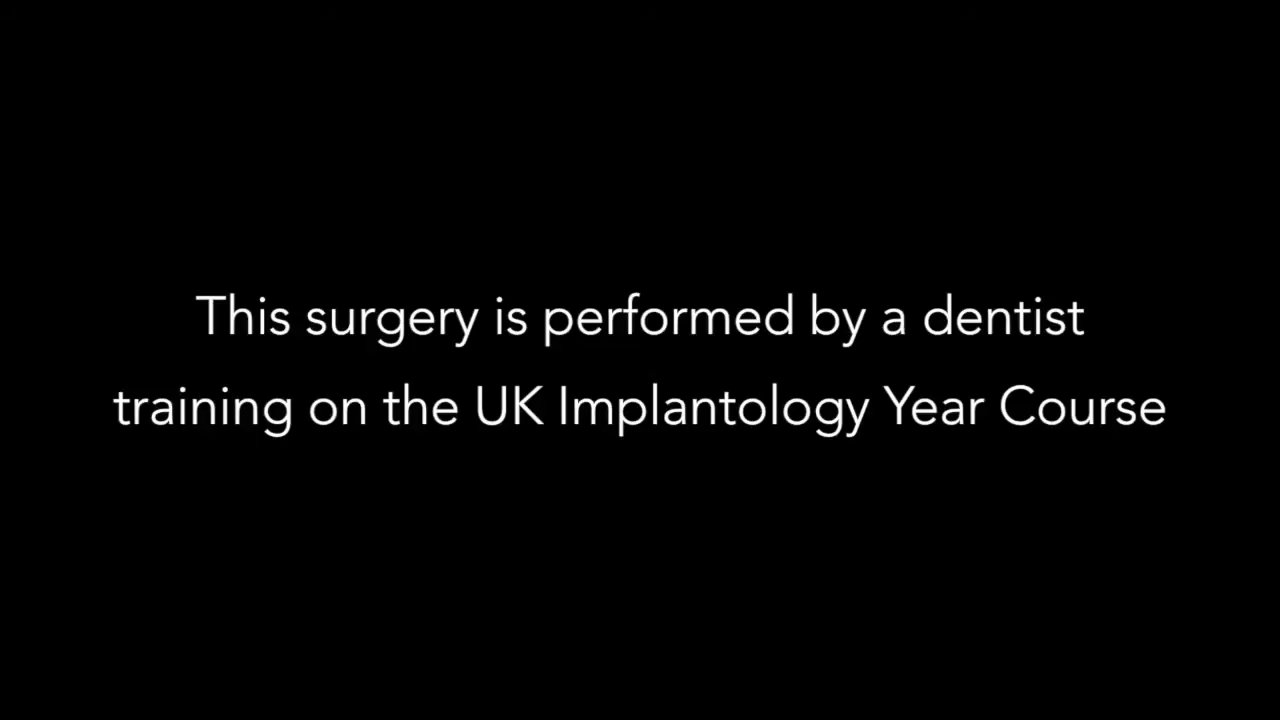 This surgery is performed by a dentist
training on the UK Implantology Year Course